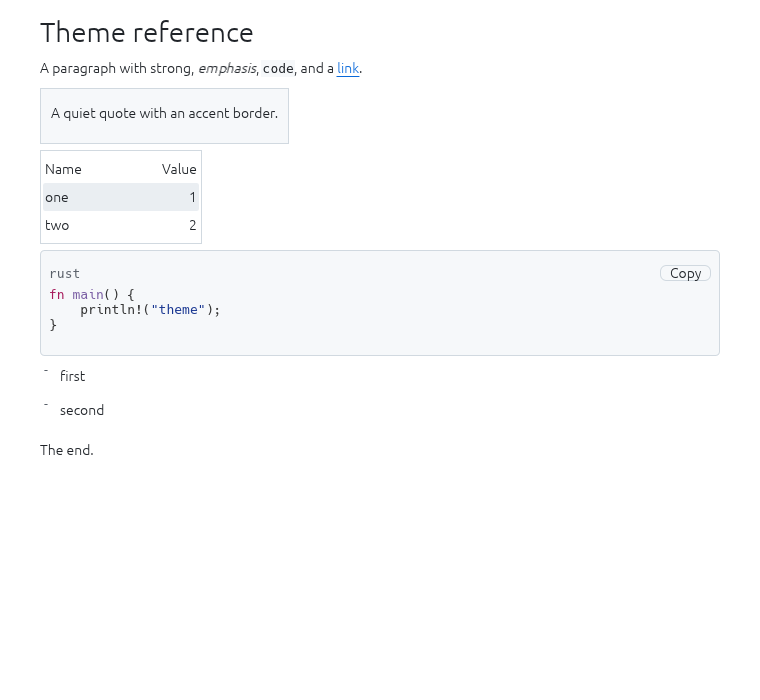 Theme reference
A paragraph with strong, emphasis, code, and a link.
A quiet quote with an accent border.
Name Value
one 1
two 2
rust Copy
fn main() {
    println!("theme");
}
- first
- second
The end.